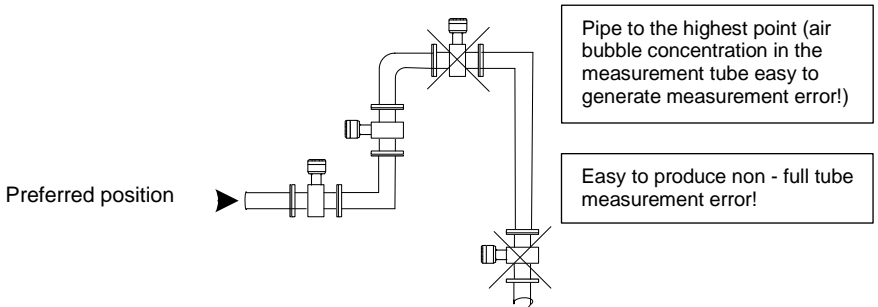 Pipe to the highest point (air
bubble concentration in the
measurement tube easy to
generate measurement error!)
Preferred position
Easy to produce non - full tube
measurement error!